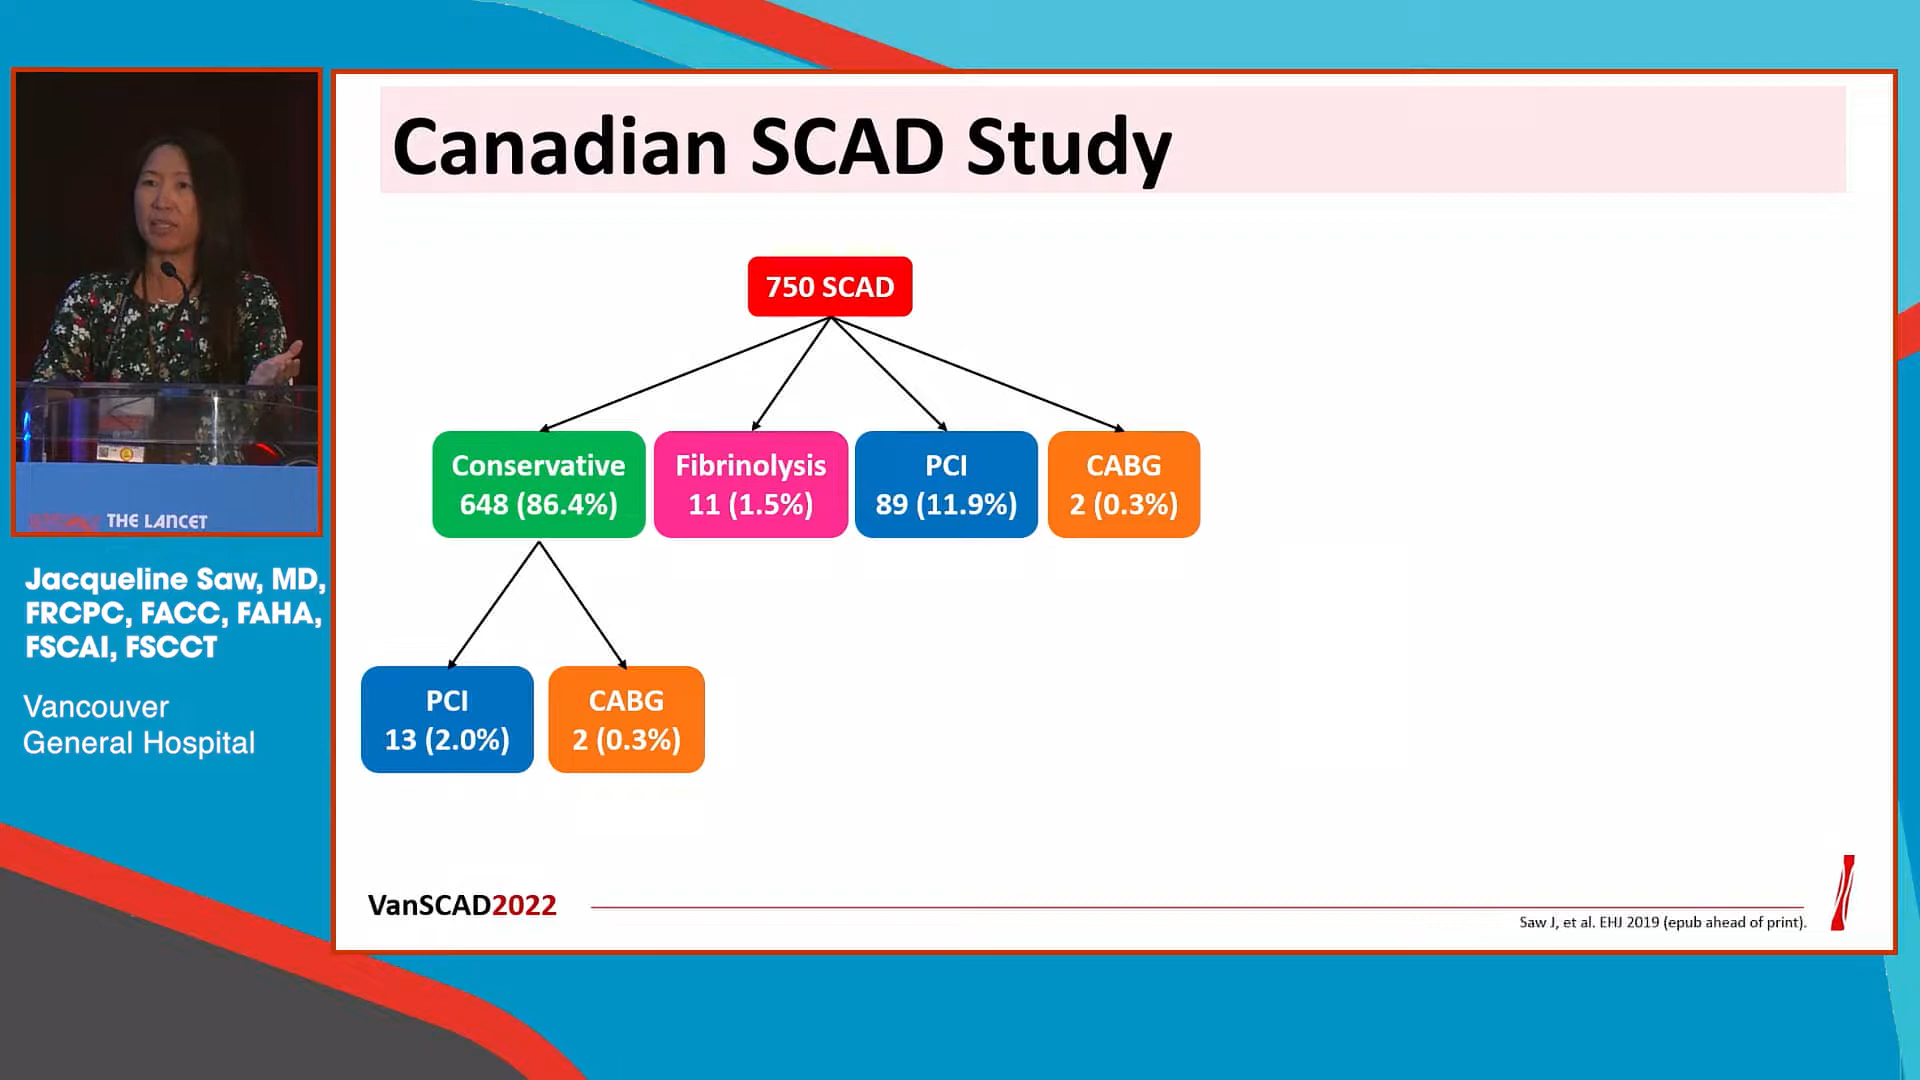 Canadian SCAD Study
750 SCAD
Conservative
648 (86.4%)
Fibrinolysis
11 (1.5%)
PCI
89 (11.9%)
CABG
2 (0.3%)
PCI
13 (2.0%)
CABG
2 (0.3%)
VanSCAD2022
Saw J, et al. EHJ 2019 (epub ahead of print).
THE LANCET
Jacqueline Saw, MD,
FRCPC, FACC, FAHA,
FSCAI, FSCCT
Vancouver
General Hospital